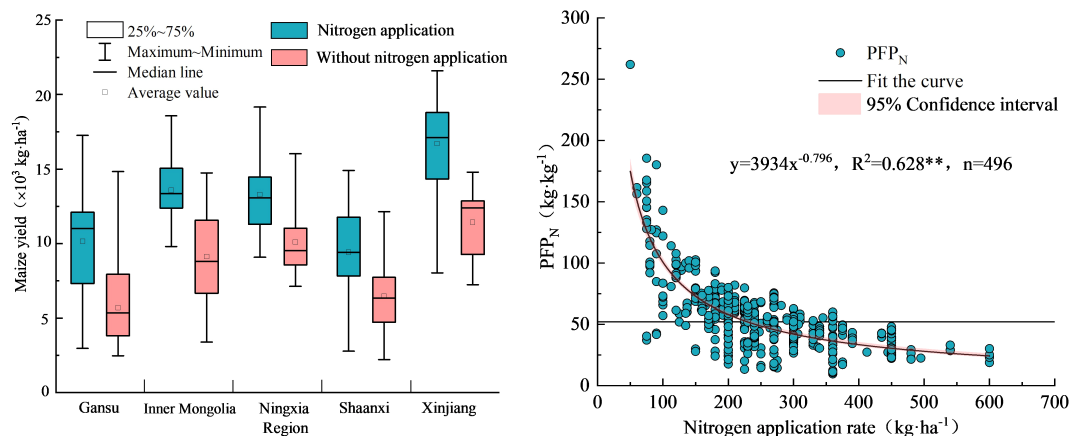 25%~75%
Maximum~Minimum
Median line
Average value
Nitrogen application
Without nitrogen application
25
20
15
10
5
0
Maize yield（×10³ kg·ha⁻¹）
Gansu
Inner Mongolia
Ningxia
Shaanxi
Xinjiang
Region
PFP_N
Fit the curve
95% Confidence interval
y=3934x⁻⁰·⁷⁹⁶, R²=0.628**, n=496
300
250
200
150
100
50
0
PFP_N（kg·kg⁻¹）
0 100 200 300 400 500 600 700
Nitrogen application rate（kg·ha⁻¹）